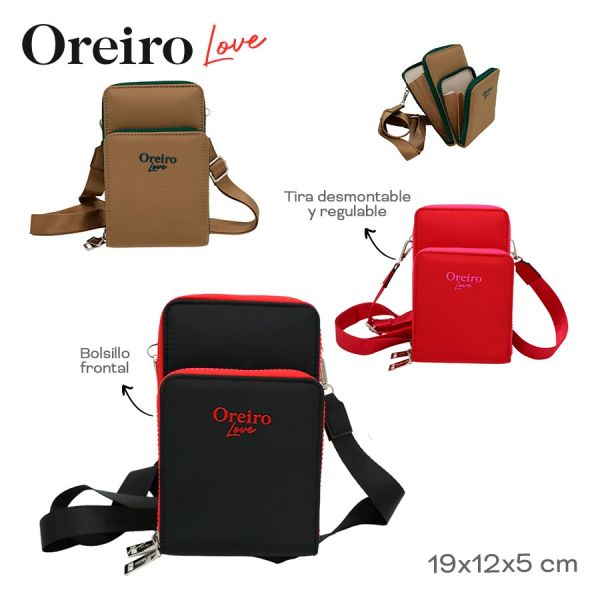 Oreiro Love
Oreiro
Love
Tira desmontable
y regulable
Oreiro
Love
Bolsillo
frontal
Oreiro
Love
19x12x5 cm